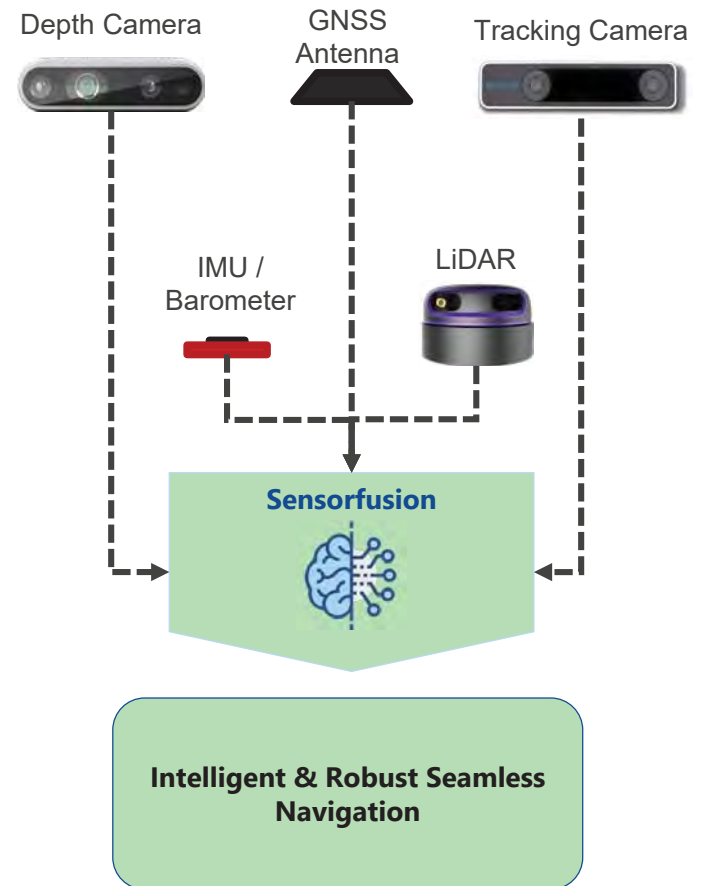 Depth Camera
GNSS
Antenna
Tracking Camera
IMU /
Barometer
LiDAR
Sensorfusion
Intelligent & Robust Seamless
Navigation